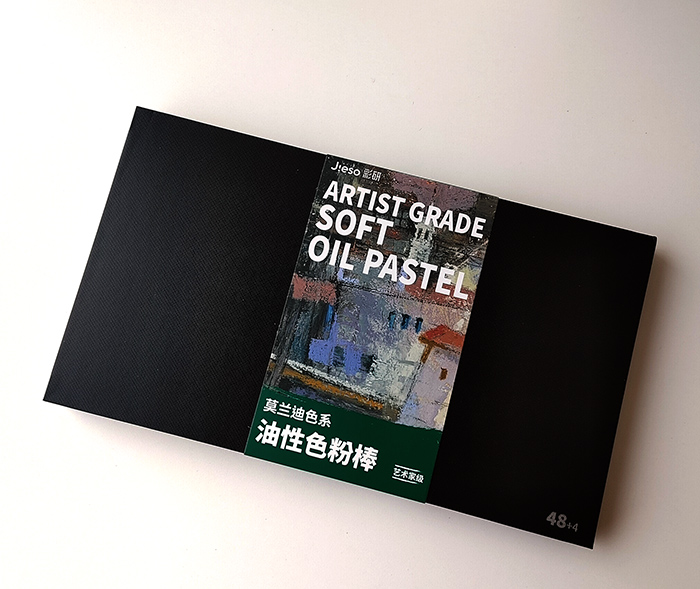 Jieso 影研
ARTIST GRADE
SOFT
OIL PASTEL
莫兰迪色系
油性色粉棒
艺术家级
48+4